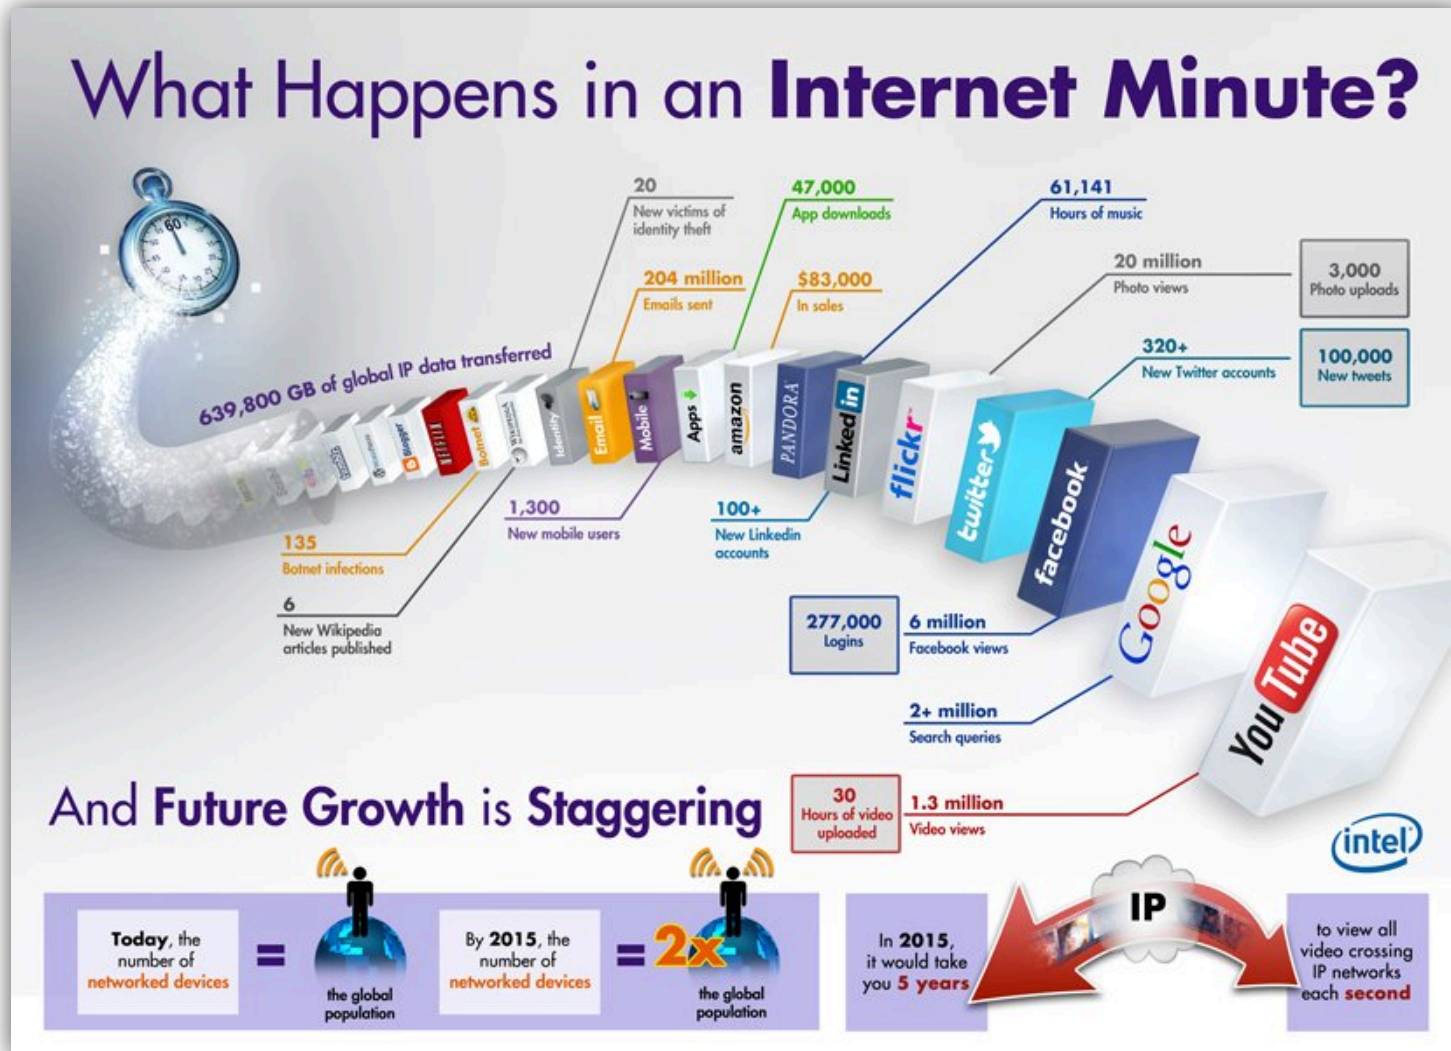 What Happens in an Internet Minute?
60
20
New victims of
identity theft
47,000
App downloads
61,141
Hours of music
204 million
Emails sent
$83,000
In sales
20 million
Photo views
3,000
Photo uploads
320+
New Twitter accounts
100,000
New tweets
639,800 GB of global IP data transferred
Blogger
NETFLIX
Botnet
WIKIPEDIA
Identity
Email
Mobile
Apps
amazon
PANDORA
Linked in
flickr
twitter
facebook
Google
YouTube
135
Botnet infections
6
New Wikipedia
articles published
1,300
New mobile users
100+
New Linkedin
accounts
277,000
Logins
6 million
Facebook views
2+ million
Search queries
30
Hours of video
uploaded
1.3 million
Video views
And Future Growth is Staggering
intel
Today, the
number of
networked devices
=
the global
population
By 2015, the
number of
networked devices
=
2x
the global
population
In 2015,
it would take
you 5 years
IP
to view all
video crossing
IP networks
each second